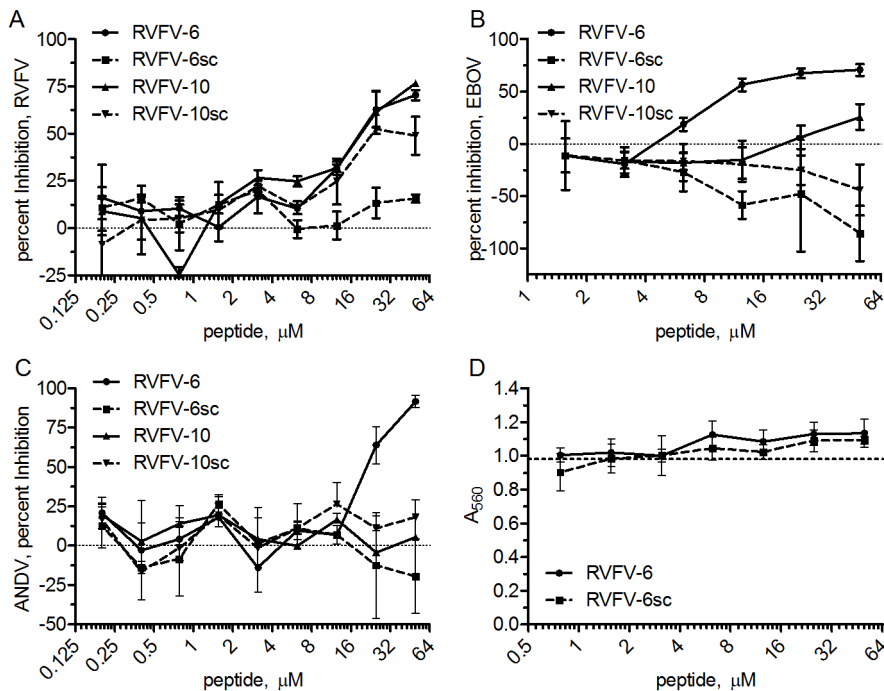 A
RVFV-6
RVFV-6sc
RVFV-10
RVFV-10sc
percent Inhibition, RVFV
100
75
50
25
0
-25
0.125
0.25
0.5
1
2
4
8
16
32
64
peptide, μM
B
RVFV-6
RVFV-6sc
RVFV-10
RVFV-10sc
percent inhibition, EBOV
100
50
0
-50
-100
1
2
4
8
16
32
64
peptide, μM
C
RVFV-6
RVFV-6sc
RVFV-10
RVFV-10sc
ANDV, percent Inhibition
100
75
50
25
0
-25
-50
0.125
0.25
0.5
1
2
4
8
16
32
64
peptide, μM
D
A560
1.4
1.2
1.0
0.8
0.6
0.4
0.2
0.0
RVFV-6
RVFV-6sc
0.5
1
2
4
8
16
32
64
peptide, μM